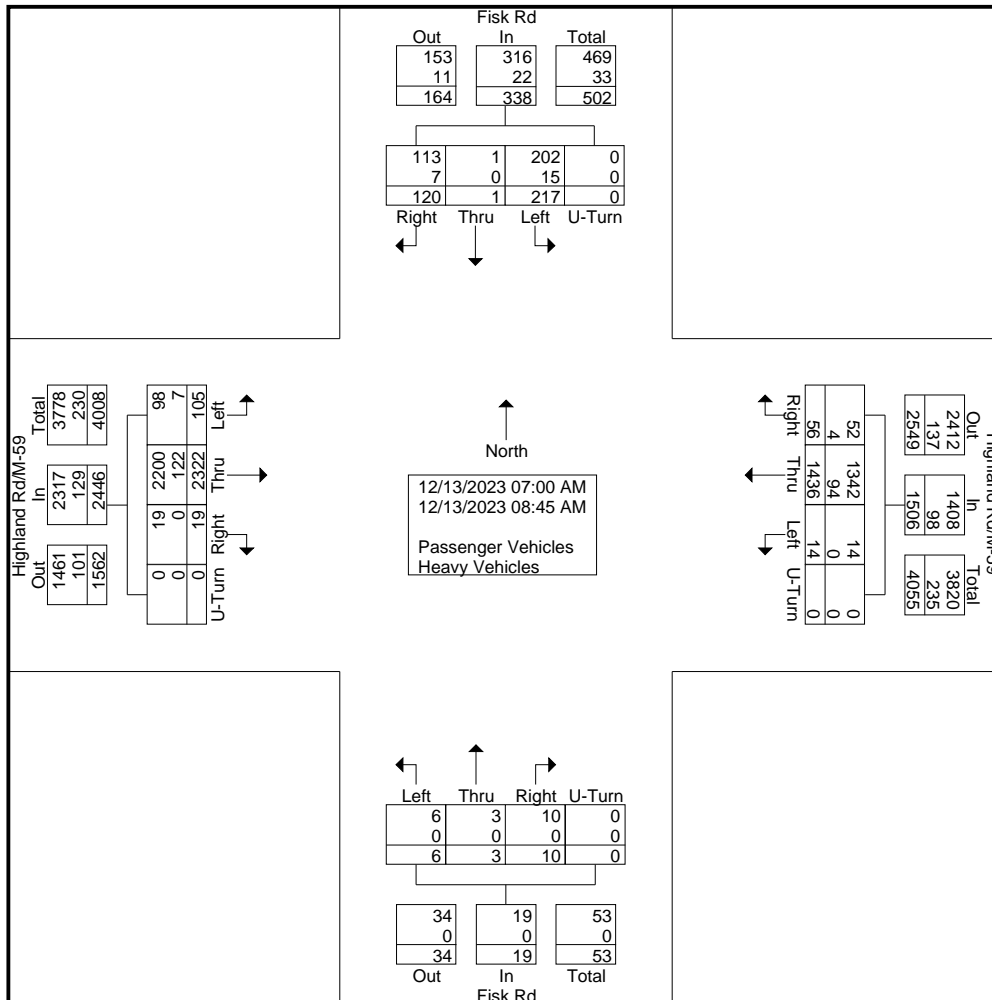 Fisk Rd
Out In Total
153 316 469
11 22 33
164 338 502
113 1 202 0
7 0 15 0
120 1 217 0
Right Thru Left U-Turn
Highland Rd/M-59
Total In Out
3778 2317 1461
230 129 101
4008 2446 1562
98 2200 19 0
7 122 0 0
105 2322 19 0
Left Thru Right U-Turn
North
12/13/2023 07:00 AM
12/13/2023 08:45 AM
Passenger Vehicles
Heavy Vehicles
Highland Rd/M-59
Out In Total
2412 1408 3820
137 98 235
2549 1506 4055
52 1342 14 0
4 94 0 0
56 1436 14 0
Right Thru Left U-Turn
Left Thru Right U-Turn
6 3 10 0
0 0 0 0
6 3 10 0
34 19 53
0 0 0
34 19 53
Out In Total
Fisk Rd